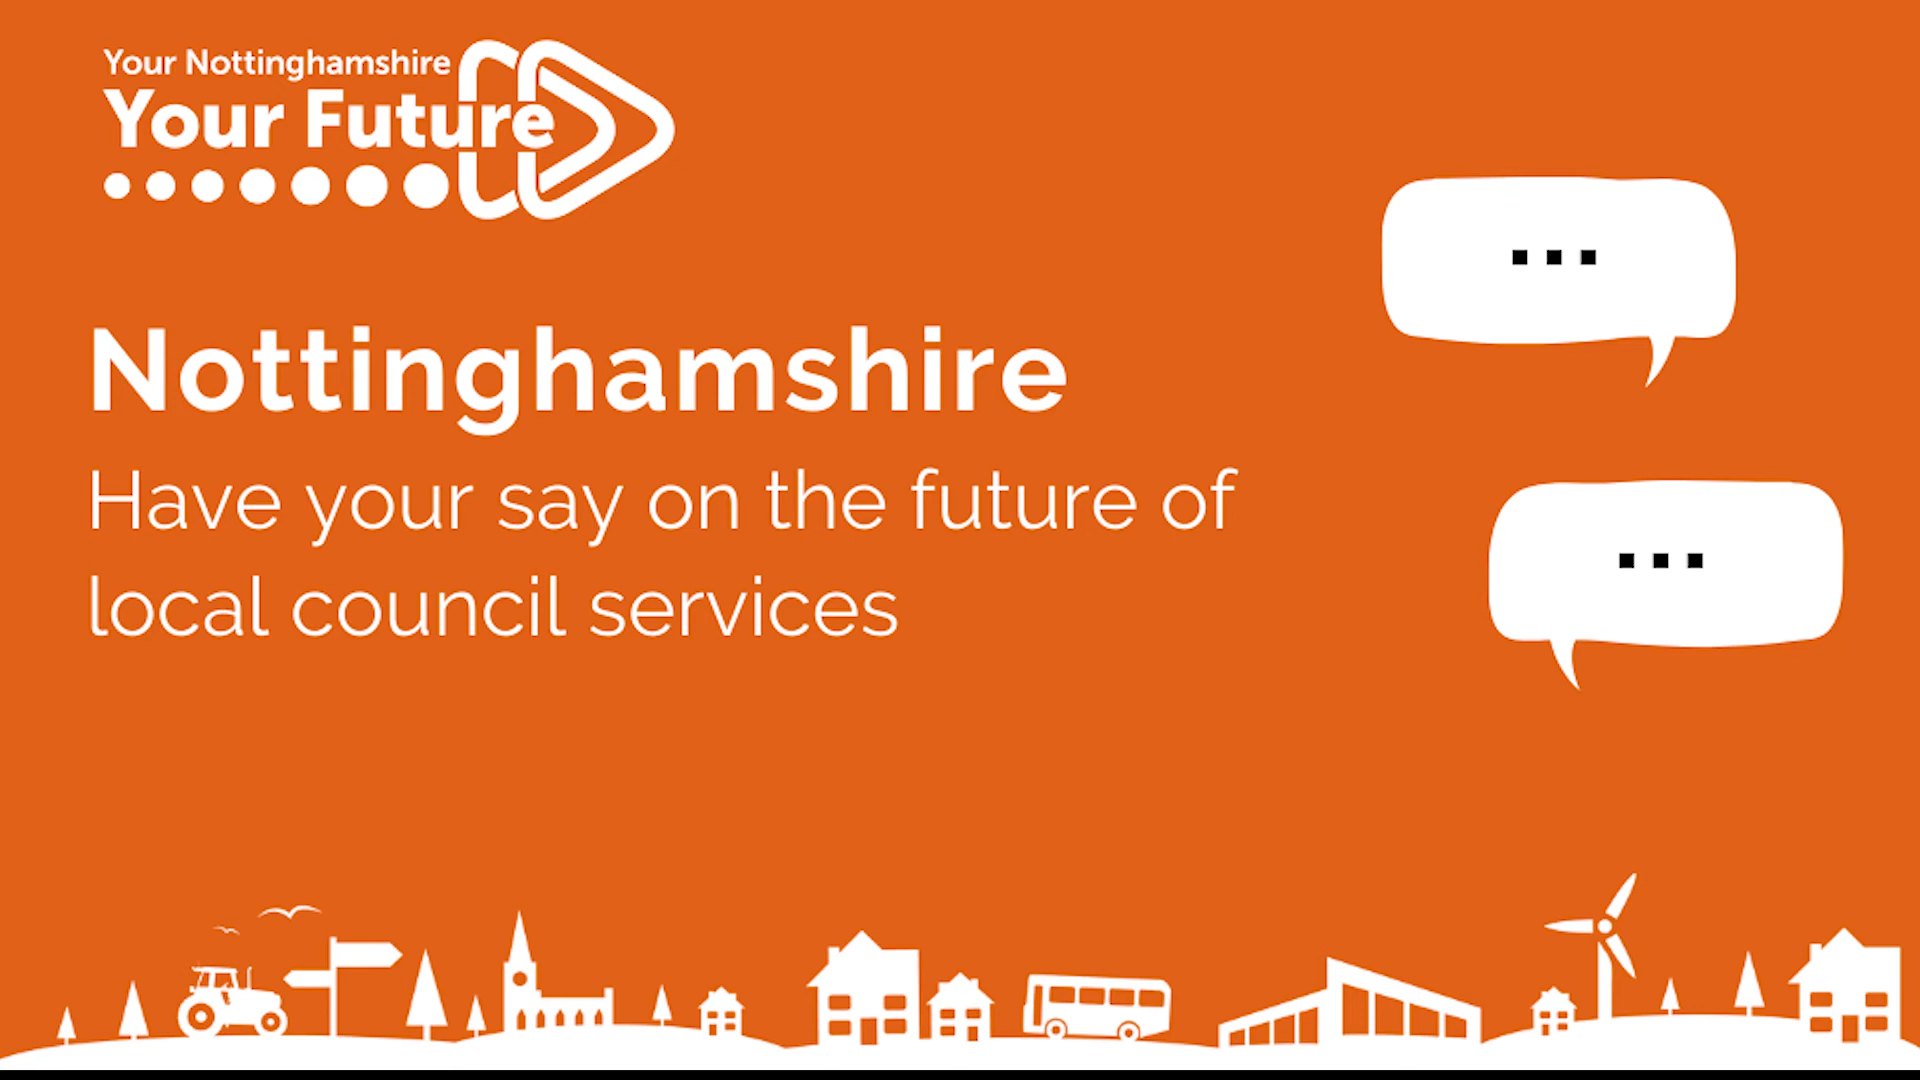 Your Nottinghamshire
Your Future
Nottinghamshire
Have your say on the future of
local council services
...
...